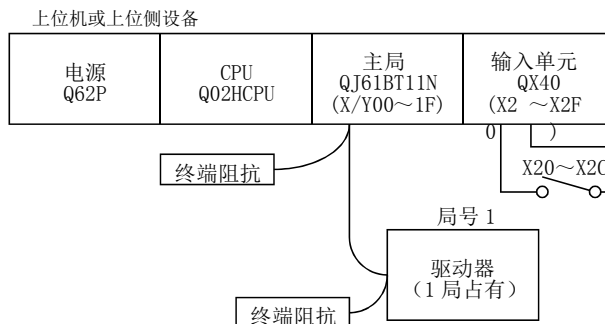 上位机或上位侧设备
电源
Q62P
CPU
Q02HCPU
主局
QJ61BT11N
(X/Y00～1F)
输入单元
QX40
(X2 ～X2F
0 )
终端阻抗
X20～X2C
局号 1
驱动器
（1 局占有）
终端阻抗